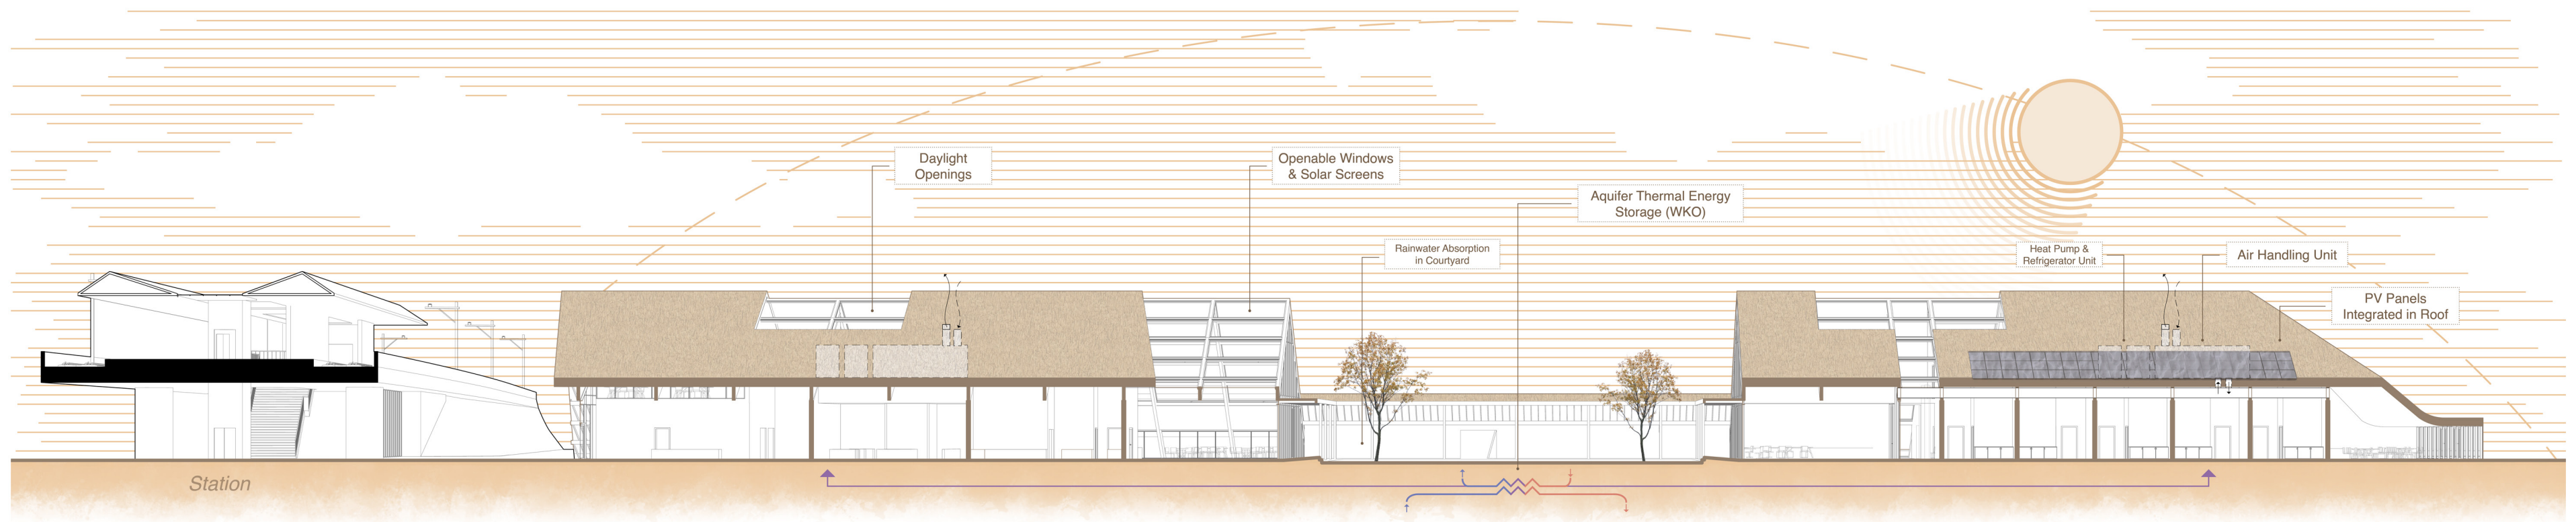 Daylight
Openings
Openable Windows
& Solar Screens
Aquifer Thermal Energy
Storage (WKO)
Rainwater Absorption
in Courtyard
Heat Pump &
Refrigerator Unit
Air Handling Unit
PV Panels
Integrated in Roof
Station